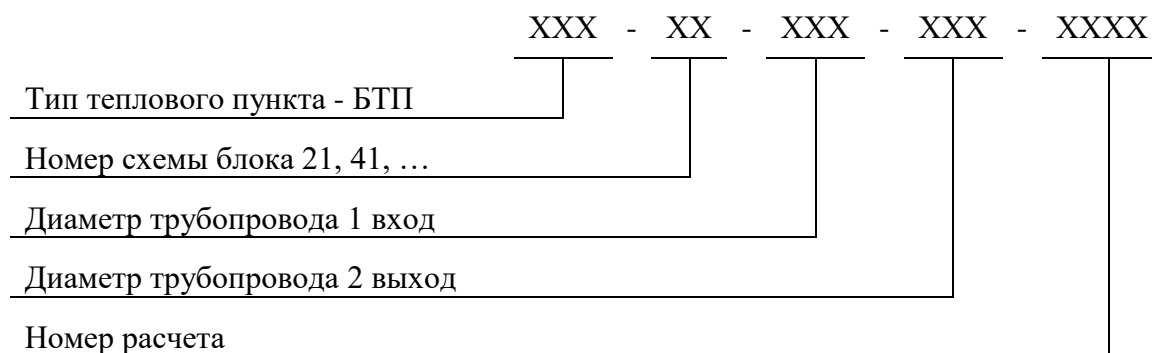 XXX - XX - XXX - XXX - XXXX
Тип теплового пункта - БТП
Номер схемы блока 21, 41, …
Диаметр трубопровода 1 вход
Диаметр трубопровода 2 выход
Номер расчета